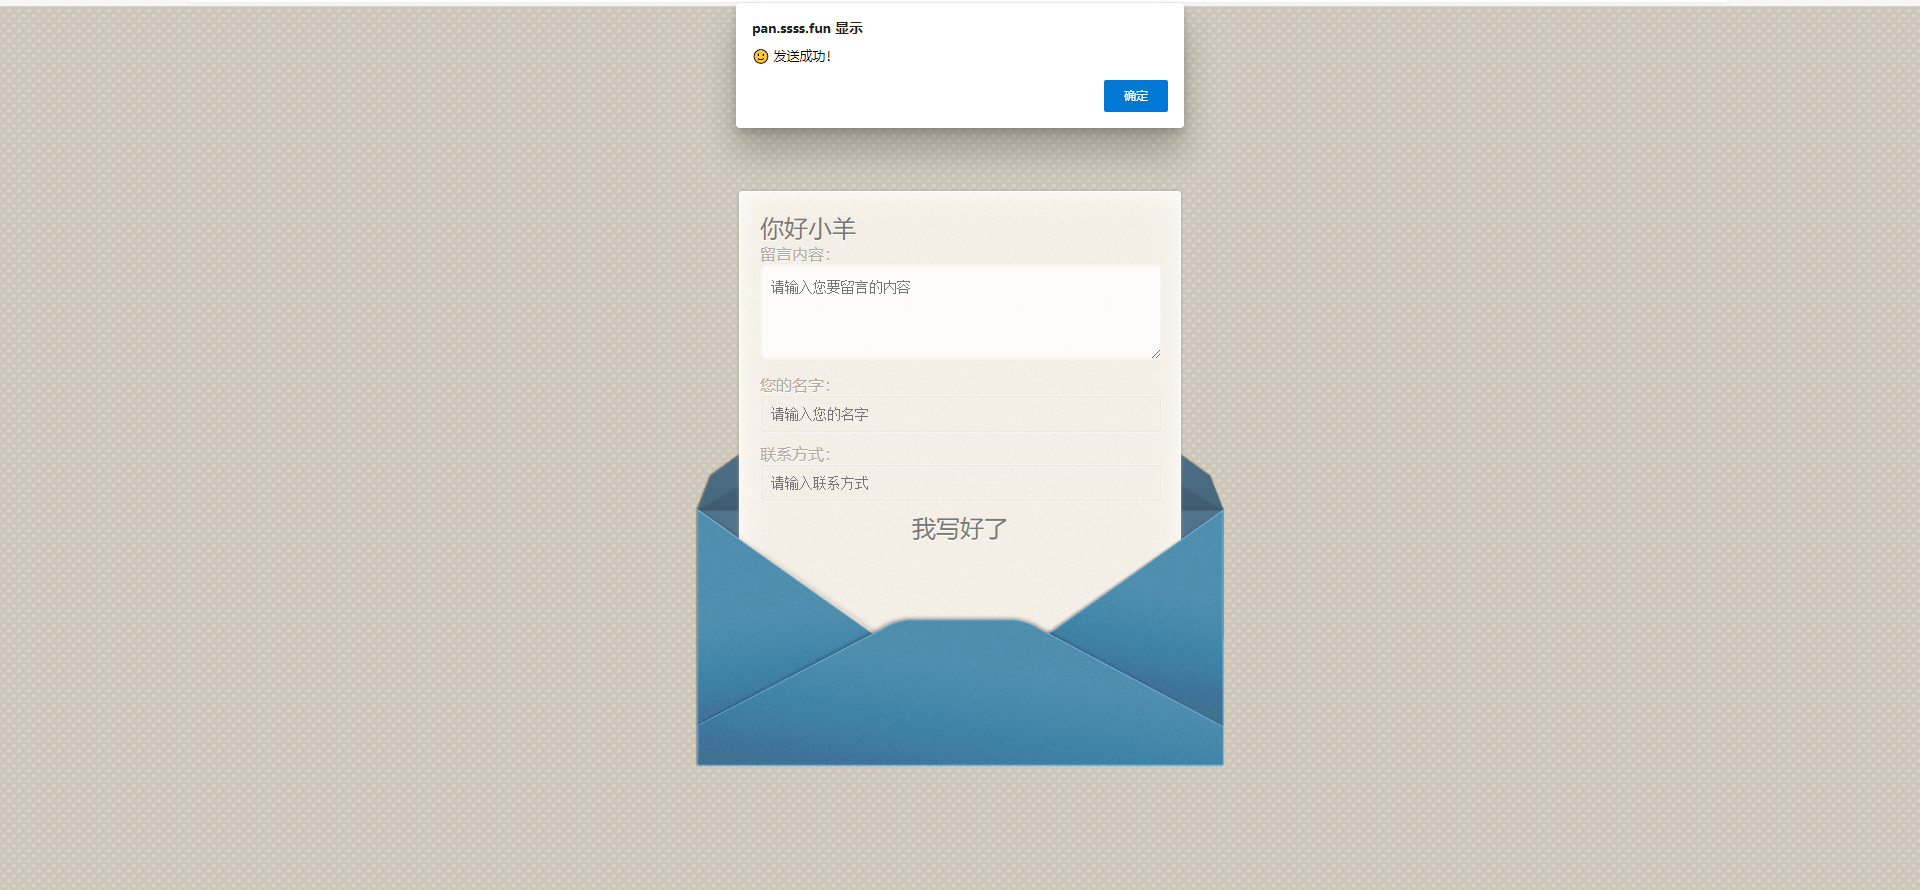 pan.ssss.fun 显示
🙂 发送成功！
确定
你好小羊
留言内容：
请输入您要留言的内容
您的名字：
请输入您的名字
联系方式：
请输入联系方式
我写好了